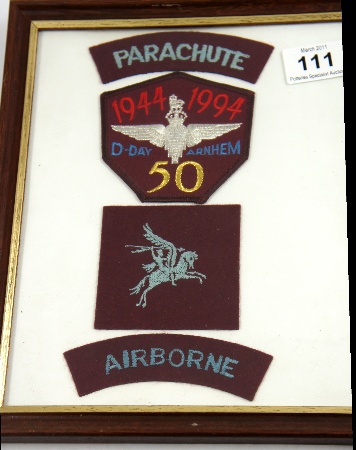 PARACHUTE
March 2011
111
Potteries Specialist Auctions
1944 1994
D-DAY ARNHEM
50
AIRBORNE